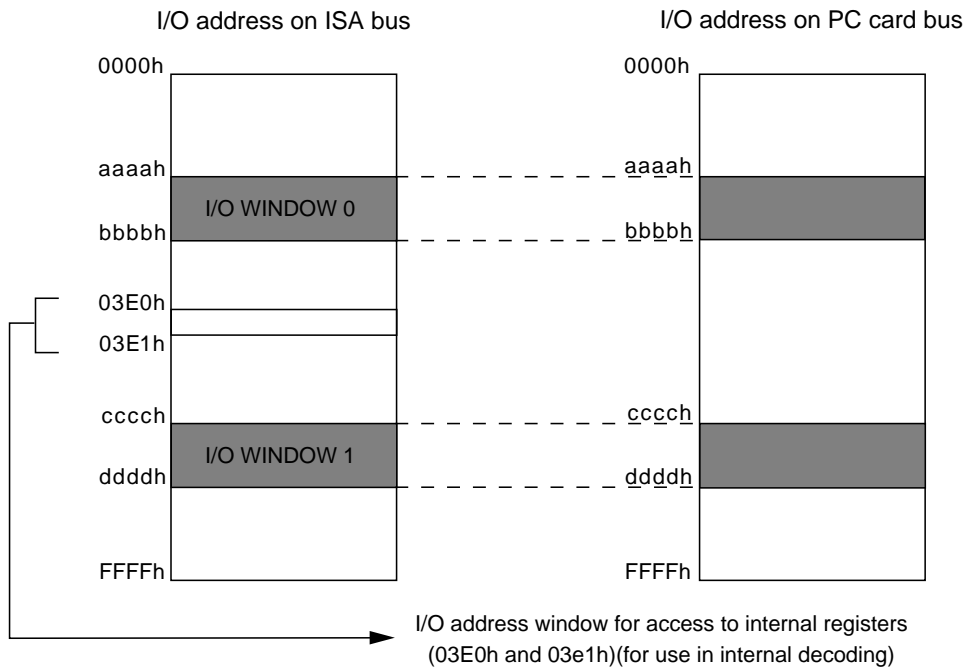 I/O address on ISA bus
0000h
aaaah
I/O WINDOW 0
bbbbh
03E0h
03E1h
cccch
I/O WINDOW 1
ddddh
FFFFh
I/O address on PC card bus
0000h
aaaah
bbbbh
cccch
ddddh
FFFFh
I/O address window for access to internal registers
(03E0h and 03e1h)(for use in internal decoding)